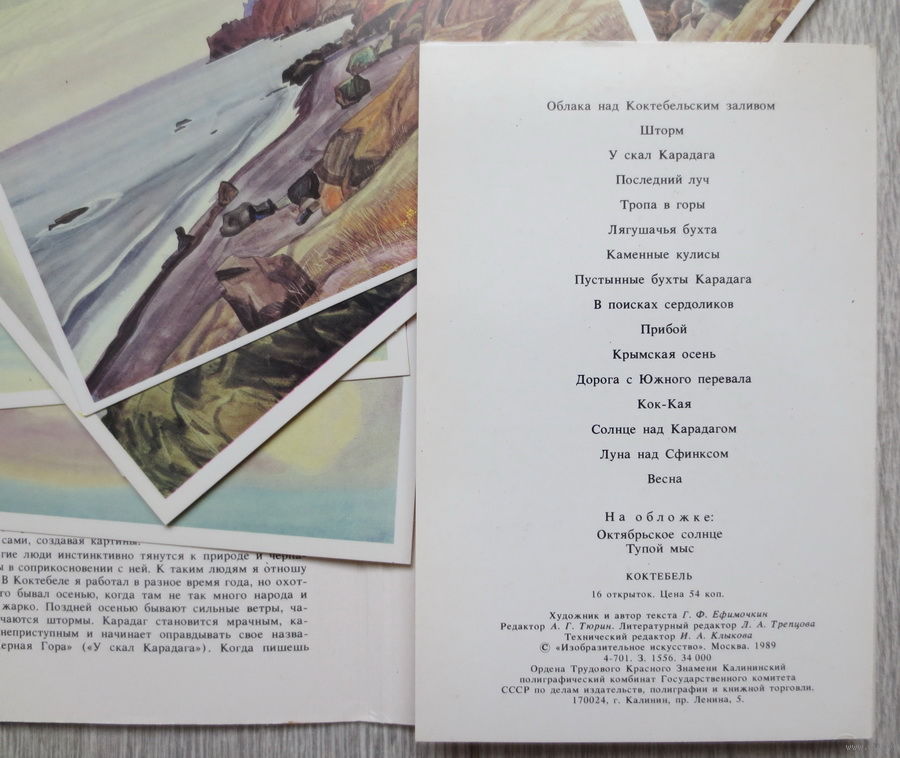 Облака над Коктебельским заливом
Шторм
У скал Карадага
Последний луч
Тропа в горы
Лягушачья бухта
Каменные кулисы
Пустынные бухты Карадага
В поисках сердоликов
Прибой
Крымская осень
Дорога с Южного перевала
Кок-Кая
Солнце над Карадагом
Луна над Сфинксом
Весна
На обложке:
Октябрьское солнце
Тупой мыс
КОКТЕБЕЛЬ
16 открыток. Цена 54 коп.
Художник и автор текста Г. Ф. Ефимочкин
Редактор А. Г. Тюрин. Литературный редактор Л. А. Трепцова
Технический редактор И. А. Клыкова
© «Изобразительное искусство». Москва. 1989
4-701. З. 1556. 34 000
Ордена Трудового Красного Знамени Калининский
полиграфический комбинат Государственного комитета
СССР по делам издательств, полиграфии и книжной торговли.
170024, г. Калинин, пр. Ленина, 5.
сами, создавая картины.
гие люди инстинктивно тянутся к природе и черпа-
ы в соприкосновении с ней. К таким людям я отношу
В Коктебеле я работал в разное время года, но охот-
го бывал осенью, когда там не так много народа и
жарко. Поздней осенью бывают сильные ветры, ча-
чаются штормы. Карадаг становится мрачным, ка-
неприступным и начинает оправдывать свое назва-
ерная Гора» («У скал Карадага»). Когда пишешь